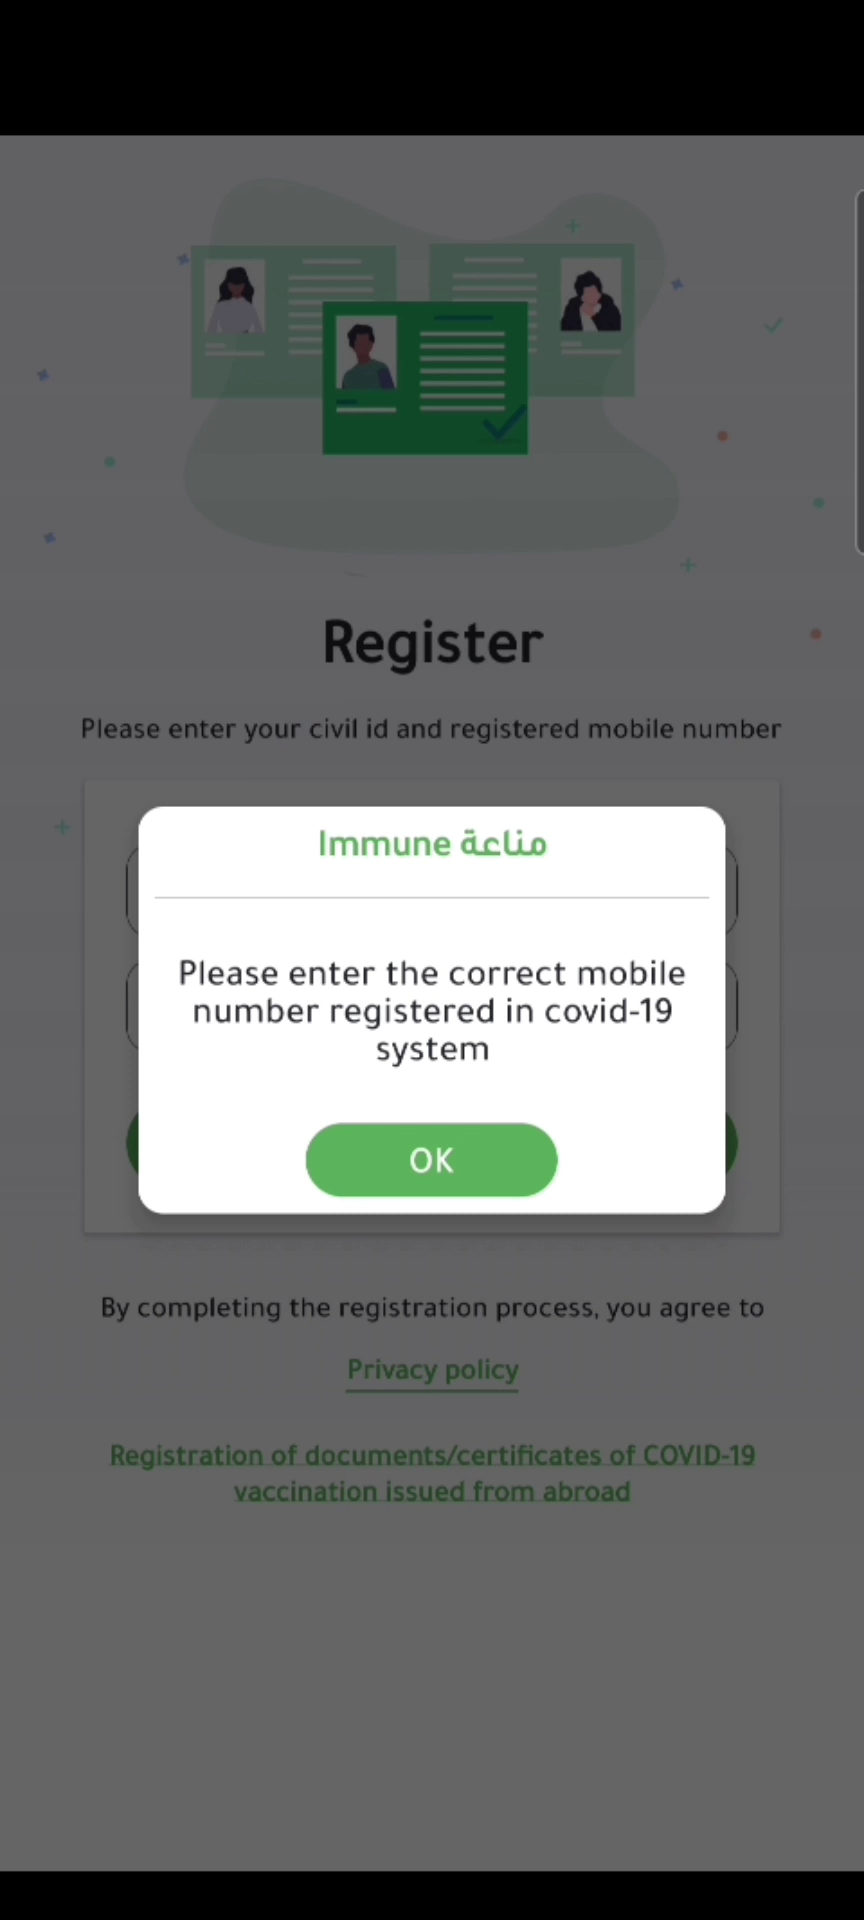 Register
Please enter your civil id and registered mobile number
Immune مناعة
Please enter the correct mobile
number registered in covid-19
system
OK
By completing the registration process, you agree to
Privacy policy
Registration of documents/certificates of COVID-19
vaccination issued from abroad